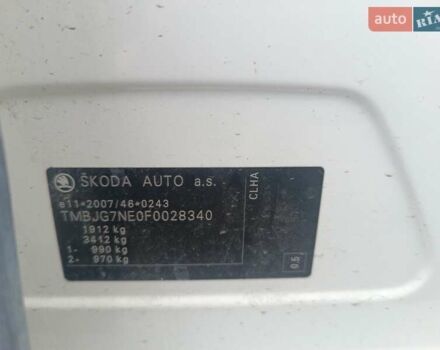 auto RIA
ŠKODA AUTO a.s.
e11*2007/46*0243
TMBJG7NE0F0028340
1912 kg
3412 kg
1- 990 kg
2- 970 kg
CLHA
0.5